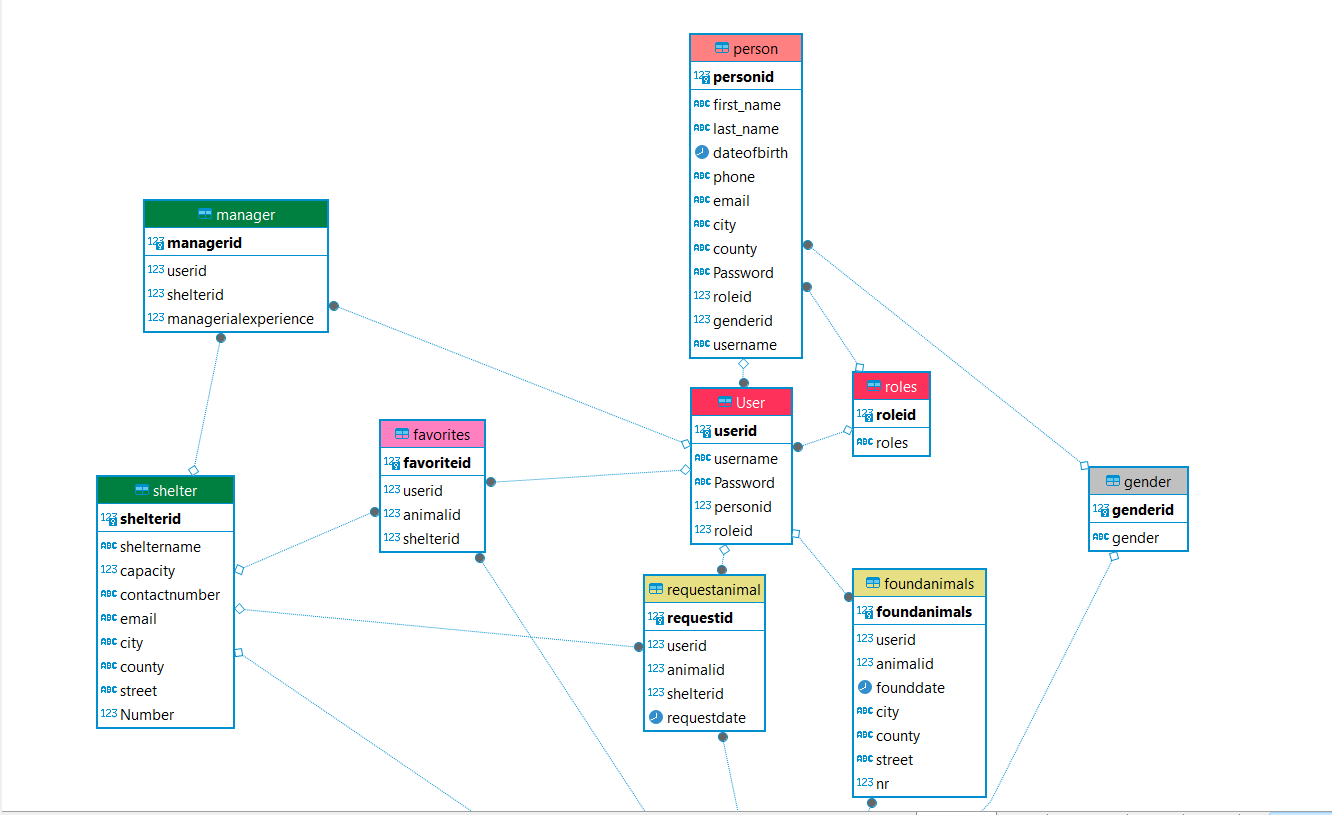 person
personid
first_name
last_name
dateofbirth
phone
email
city
county
Password
roleid
genderid
username
manager
managerid
userid
shelterid
managerialexperience
roles
roleid
roles
User
userid
username
Password
personid
roleid
favorites
favoriteid
userid
animalid
shelterid
gender
genderid
gender
shelter
shelterid
sheltername
capacity
contactnumber
email
city
county
street
Number
requestanimal
requestid
userid
animalid
shelterid
requestdate
foundanimals
foundanimals
userid
animalid
founddate
city
county
street
nr